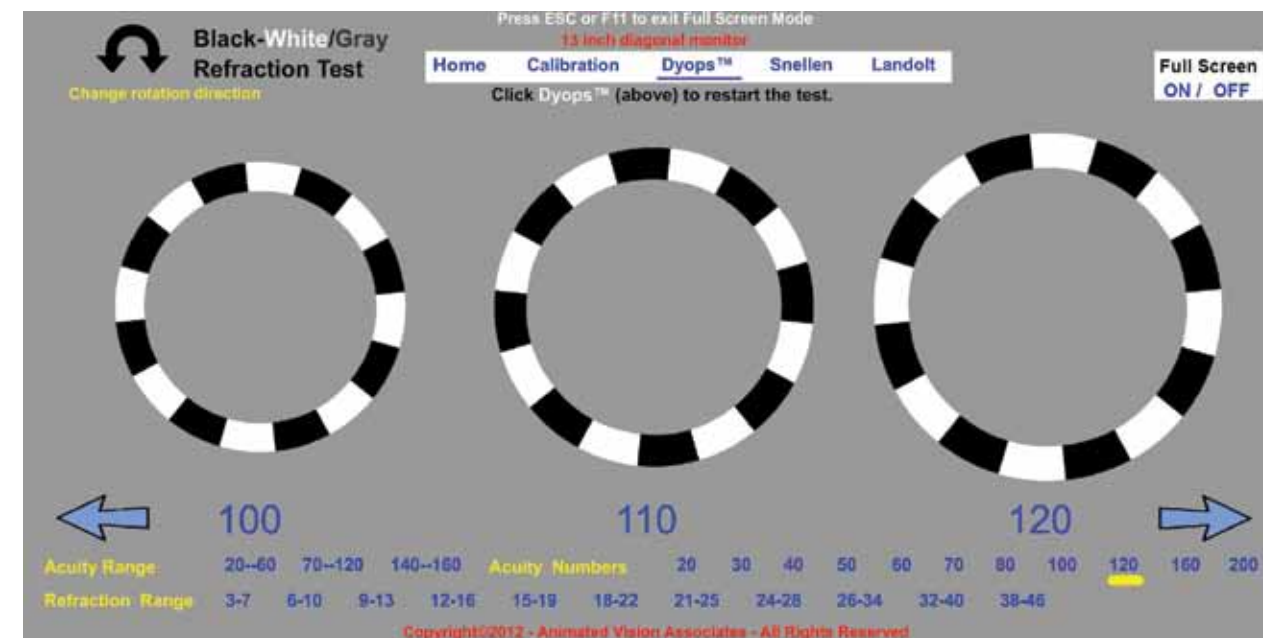 Press ESC or F11 to exit Full Screen Mode
13 inch diagonal monitor
Black-White/Gray
Refraction Test
Change rotation direction
Home Calibration Dyops™ Snellen Landolt
Click Dyops™ (above) to restart the test.
Full Screen
ON / OFF
100 110 120
Acuity Range 20--60 70--120 140--160 Acuity Numbers 20 30 40 50 60 70 80 100 120 160 200
Refraction Range 3-7 6-10 9-13 12-16 15-19 18-22 21-25 24-28 26-34 32-40 38-46
Copyright©2012 - Animated Vision Associates - All Rights Reserved